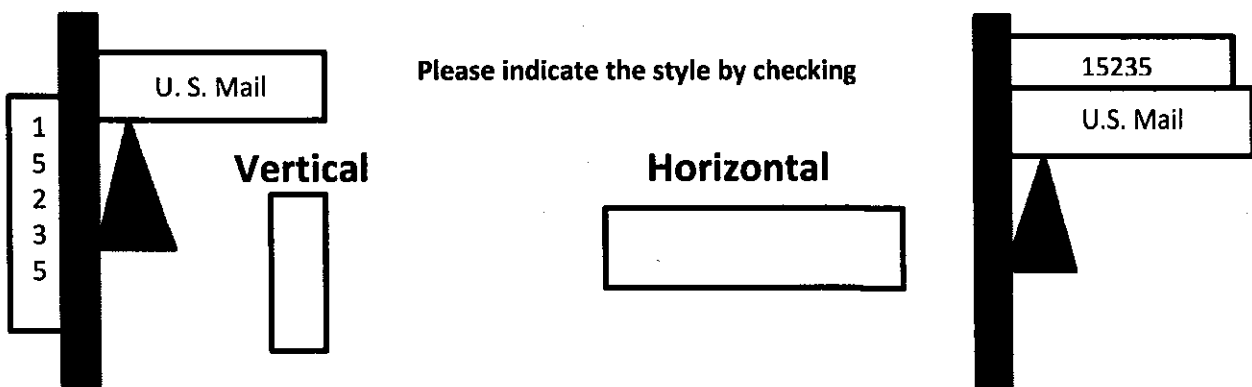 U. S. Mail
1
5
2
3
5
Please indicate the style by checking
Vertical
Horizontal
15235
U.S. Mail